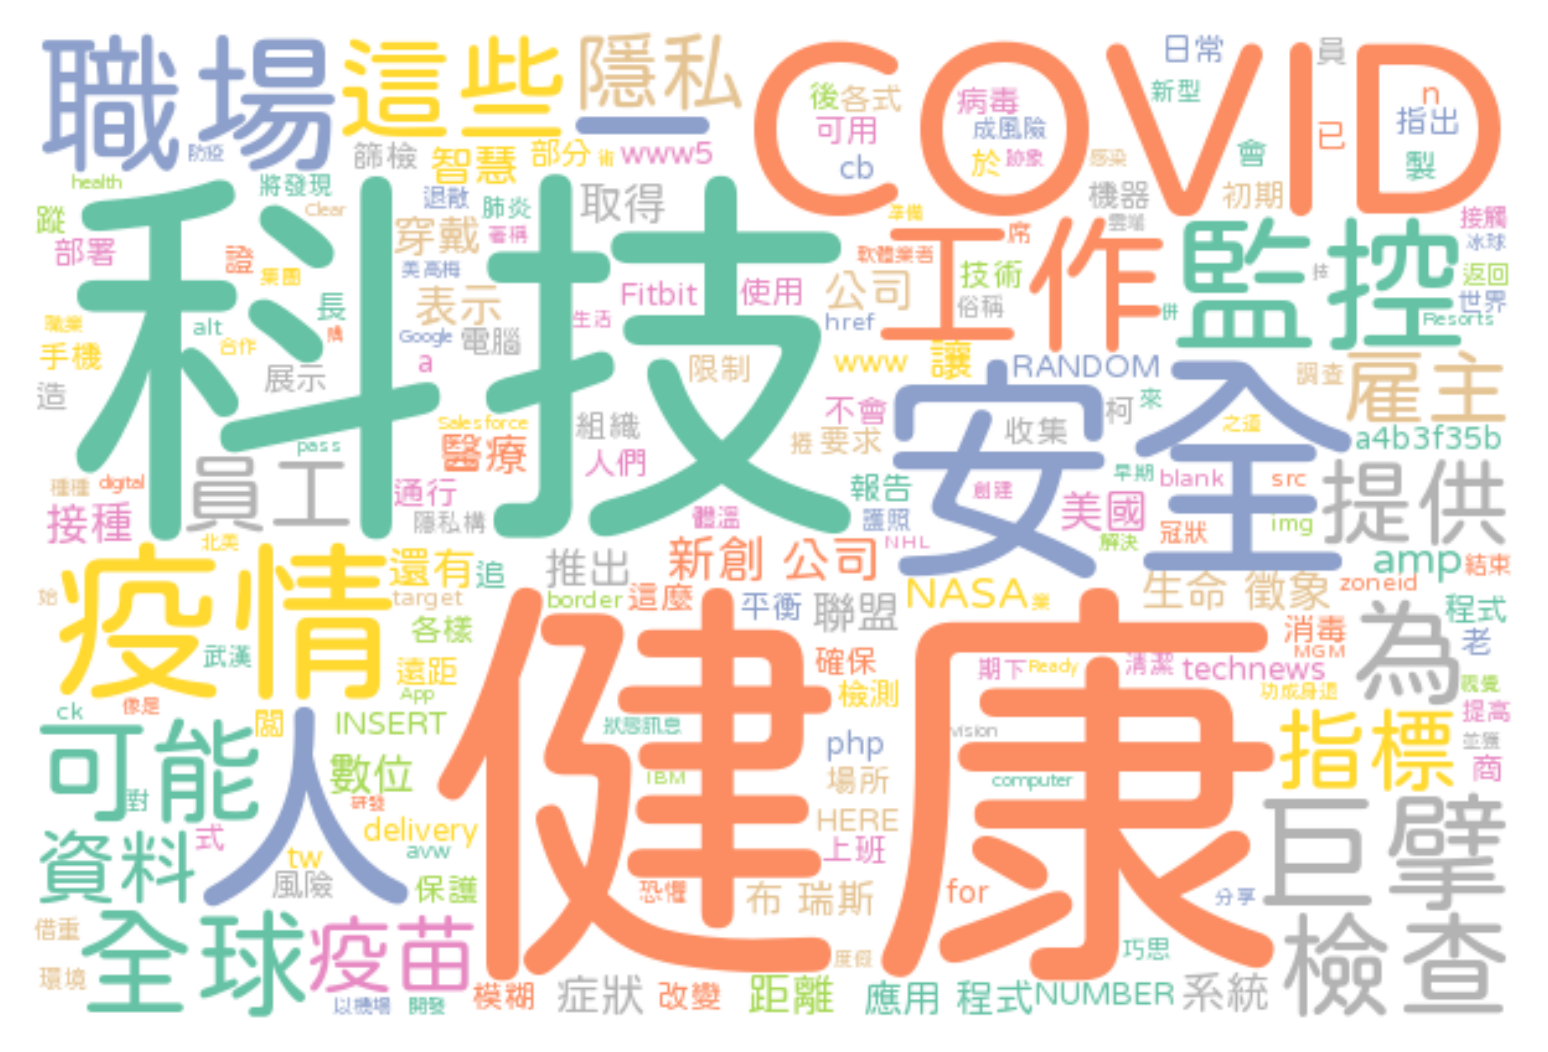 職場 這些 隱私 COVID
一
防疫 篩檢 智慧 部分 術 www5
後 各式 可用 cb 病毒 成風險 於 跡象 感染
日常 新型 會 員 已 n 指出 製
health 將發現 Clear 退散 肺炎 著稱 取得 機器 初期
蹤 部署 證 集團 穿戴 美高梅 表示
科技
準備 席 雲端 接觸 冰球 返回 世界 Resorts
軟體業者 工作 監控 技術 俗稱 技 併
職業 手機 造 alt 合作 長 購 展示 Google 電腦 a
Fitbit 使用 公司 href 生活 限制 www 讓 RANDOM
pass Salesforce 醫療 組織 人們 不會 捲 要求
安全 收集 柯 來 之道 調查 雇主 a4b3f35b
種種 digital 接種 員工 通行 隱私構 體溫 報告 護照 NHL
創建 早期 blank 美國 解決 冠狀 src img 提供
北美 疫情 還有 追 推出 新創 公司 amp 結束
始 target border 這麼 平衡 聯盟 NASA 業 生命 徵象 zoneid 程式
各樣 武漢 遠距 App 確保 檢測 期下 Ready 清潔 technews 消毒 MGM 為 老
健康
ck 像是 闆 INSERT 狀態訊息 vision 功成身退 視覺 提高
可能 人 對 數位 研發 IBM php 場所 computer 指標 並獲 商
資料 式 tw delivery avw HERE 上班 巨擘
風險 保護 恐懼 布 瑞斯 for 分享
借重 環境 全球 疫苗 度假 巧思 檢查
以機場 開發 模糊 症狀 改變 距離 應用 程式 NUMBER 系統